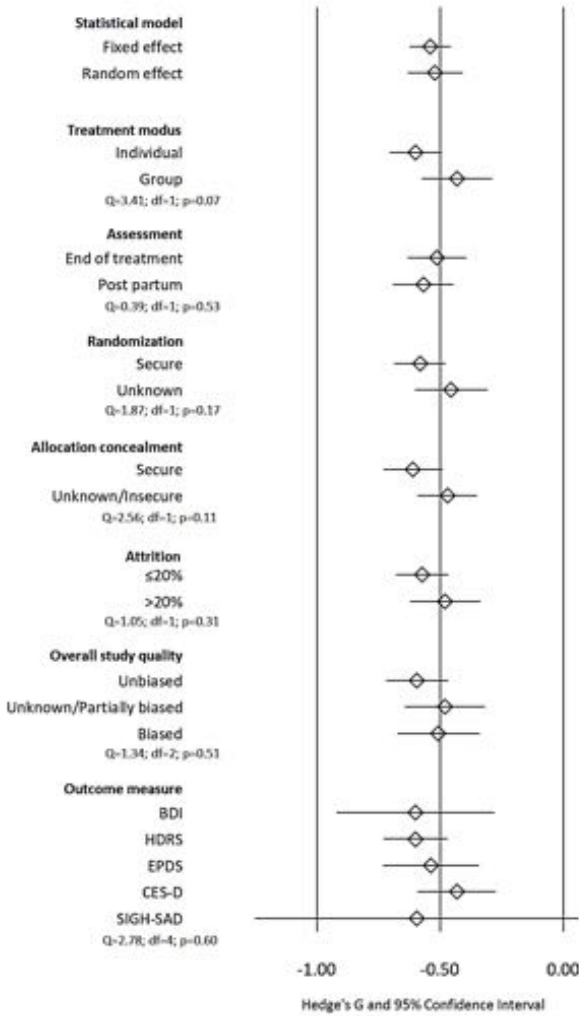 Statistical model
Fixed effect
Random effect
Treatment modus
Individual
Group
Q=3.41; df=1; p=0.07
Assessment
End of treatment
Post partum
Q=0.39; df=1; p=0.53
Randomization
Secure
Unknown
Q=1.87; df=1; p=0.17
Allocation concealment
Secure
Unknown/Insecure
Q=2.56; df=1; p=0.11
Attrition
≤20%
>20%
Q=1.05; df=1; p=0.31
Overall study quality
Unbiased
Unknown/Partially biased
Biased
Q=1.34; df=2; p=0.51
Outcome measure
BDI
HDRS
EPDS
CES-D
SIGH-SAD
Q=2.78; df=4; p=0.60
-1.00 -0.50 0.00
Hedge's G and 95% Confidence Interval